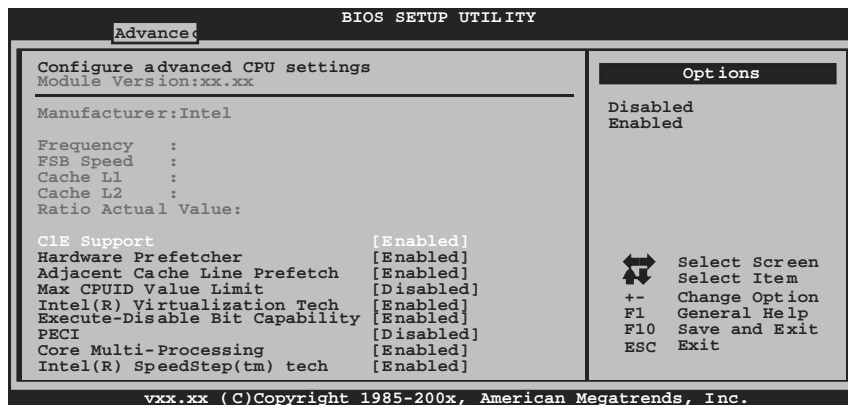 BIOS SETUP UTILITY
Advanced
Configure advanced CPU settings
Module Version:xx.xx
Manufacturer:Intel
Frequency :
FSB Speed :
Cache L1 :
Cache L2 :
Ratio Actual Value:
C1E Support [Enabled]
Hardware Prefetcher [Enabled]
Adjacent Cache Line Prefetch [Enabled]
Max CPUID Value Limit [Disabled]
Intel(R) Virtualization Tech [Enabled]
Execute-Disable Bit Capability [Enabled]
PECI [Disabled]
Core Multi-Processing [Enabled]
Intel(R) SpeedStep(tm) tech [Enabled]
Options
Disabled
Enabled
Select Screen
Select Item
+- Change Option
F1 General Help
F10 Save and Exit
ESC Exit
vxx.xx (C)Copyright 1985-200x, American Megatrends, Inc.